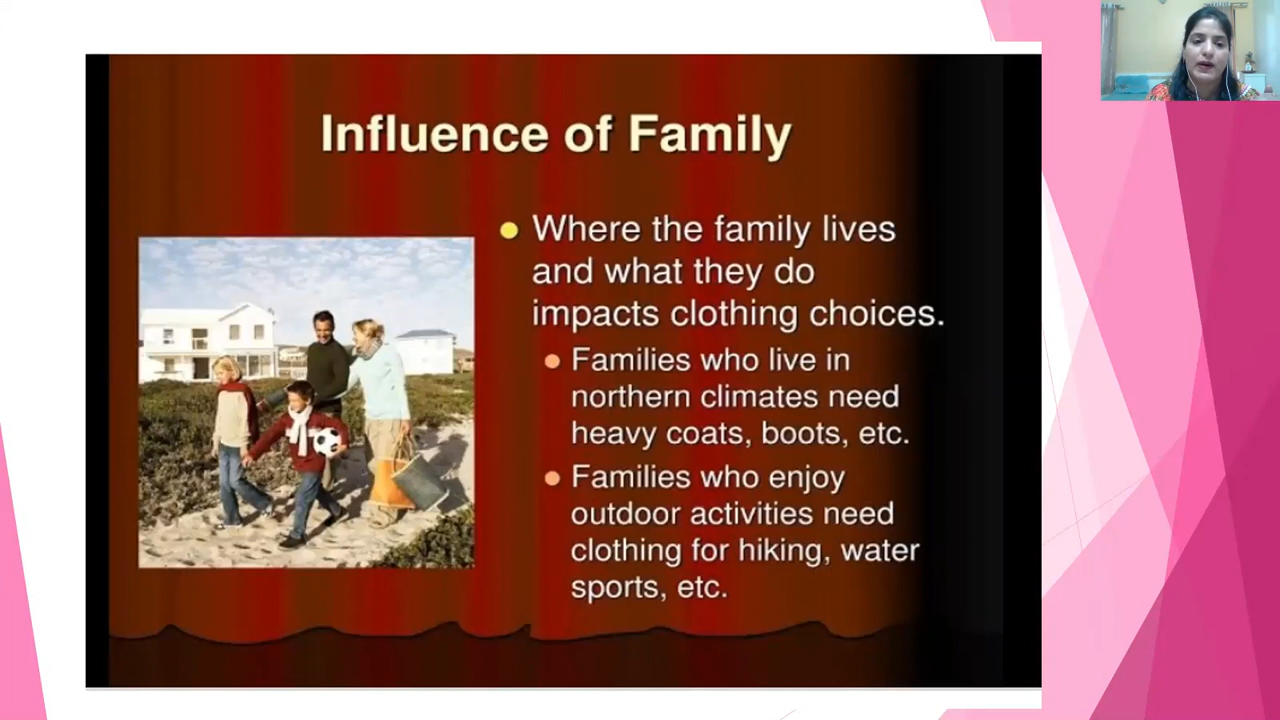 Influence of Family
Where the family lives
and what they do
impacts clothing choices.
Families who live in
northern climates need
heavy coats, boots, etc.
Families who enjoy
outdoor activities need
clothing for hiking, water
sports, etc.